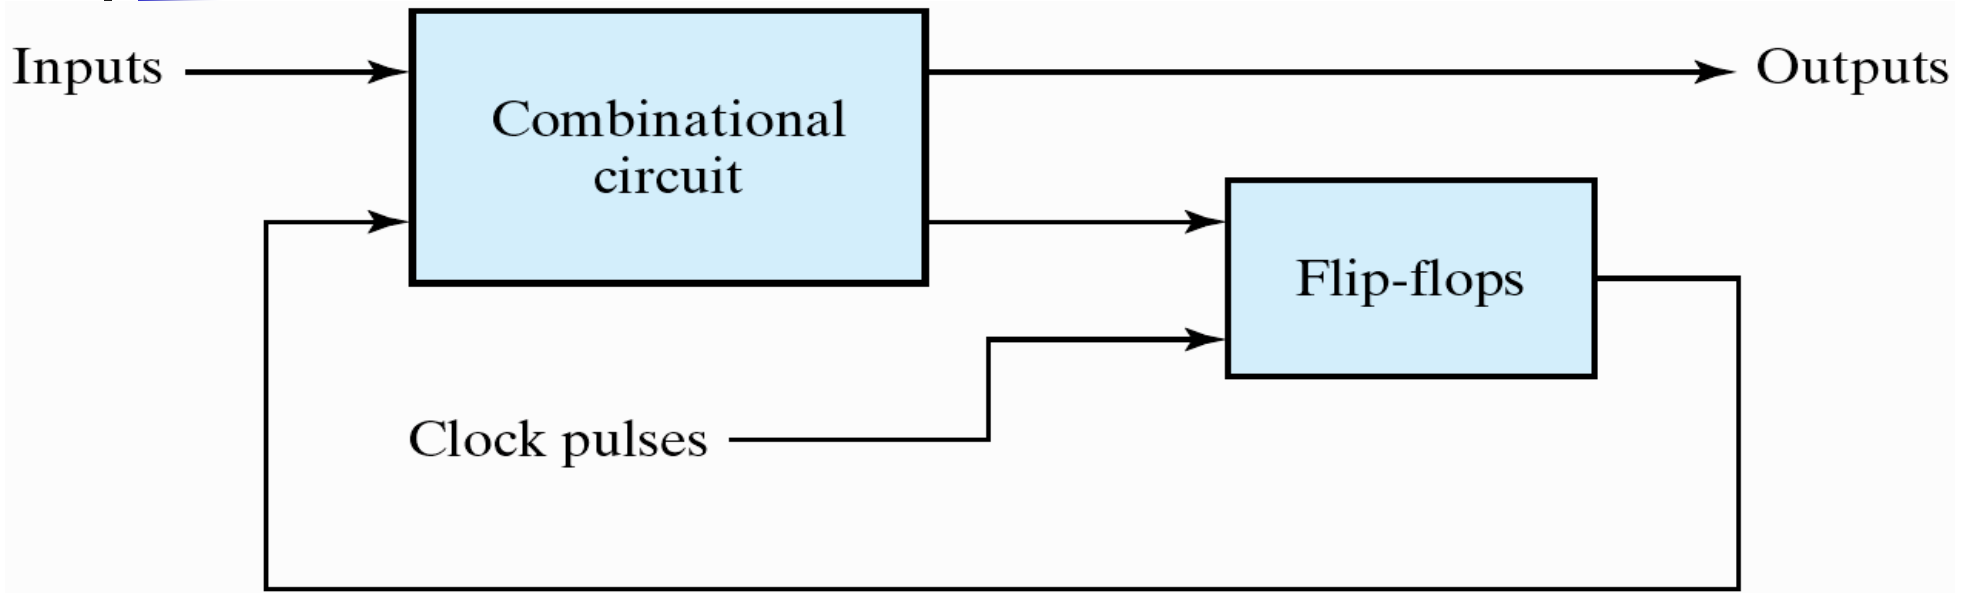 Inputs
Outputs
Combinational
circuit
Flip-flops
Clock pulses